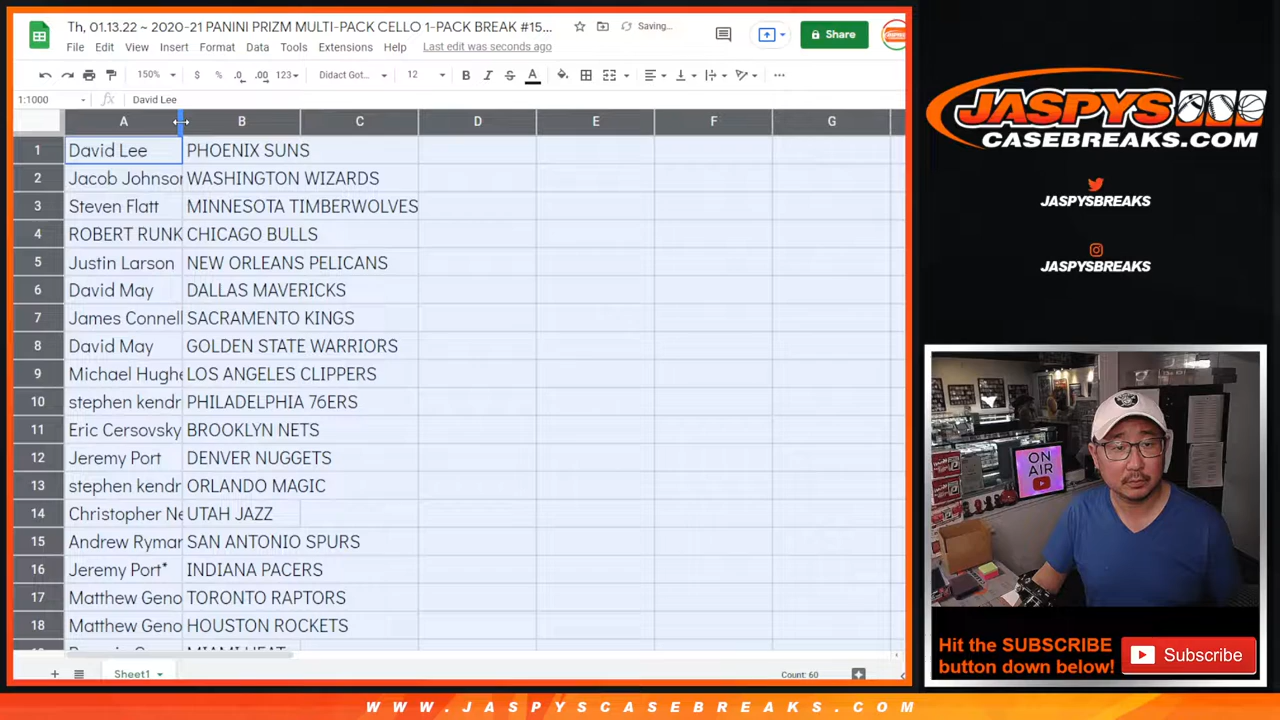 Th, 01.13.22 ~ 2020-21 PANINI PRIZM MULTI-PACK CELLO 1-PACK BREAK #15...
Saving...
Share
File Edit View Insert Format Data Tools Extensions Help Last edit was seconds ago
150% $ % .0 .00 123 Didact Got... 12 B I S A
1:1000 fx David Lee
A B C D E F G
1 David Lee PHOENIX SUNS
2 Jacob Johnson WASHINGTON WIZARDS
3 Steven Flatt MINNESOTA TIMBERWOLVES
4 ROBERT RUNK CHICAGO BULLS
5 Justin Larson NEW ORLEANS PELICANS
6 David May DALLAS MAVERICKS
7 James Connell SACRAMENTO KINGS
8 David May GOLDEN STATE WARRIORS
9 Michael Hughe LOS ANGELES CLIPPERS
10 stephen kendr PHILADELPHIA 76ERS
11 Eric Cersovsky BROOKLYN NETS
12 Jeremy Port DENVER NUGGETS
13 stephen kendr ORLANDO MAGIC
14 Christopher Ne UTAH JAZZ
15 Andrew Rymar SAN ANTONIO SPURS
16 Jeremy Port* INDIANA PACERS
17 Matthew Geno TORONTO RAPTORS
18 Matthew Geno HOUSTON ROCKETS
MIAMI HEAT
Sheet1
Count: 60
JASPYS
CASEBREAKS.COM
JASPYSBREAKS
JASPYSBREAKS
ON
AIR
Hit the SUBSCRIBE
button down below!
Subscribe
WWW.JASPYSCASEBREAKS.COM